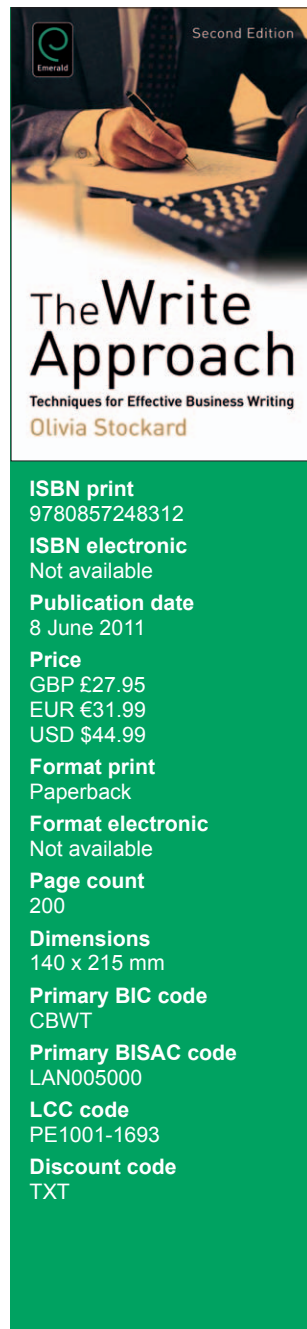 Second Edition
Emerald
The Write
Approach
Techniques for Effective Business Writing
Olivia Stockard
ISBN print
9780857248312
ISBN electronic
Not available
Publication date
8 June 2011
Price
GBP £27.95
EUR €31.99
USD $44.99
Format print
Paperback
Format electronic
Not available
Page count
200
Dimensions
140 x 215 mm
Primary BIC code
CBWT
Primary BISAC code
LAN005000
LCC code
PE1001-1693
Discount code
TXT